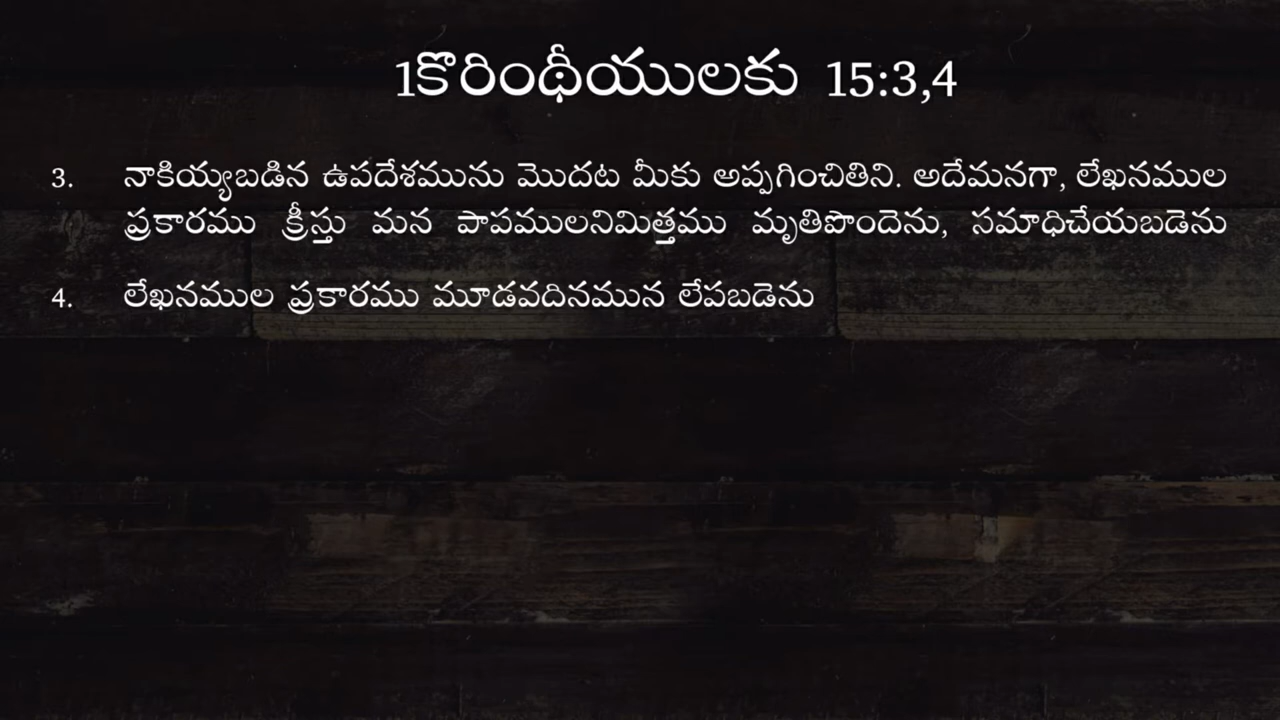 1కొరింథీయులకు 15:3,4
3. నాకియ్యబడిన ఉపదేశమును మొదట మీకు అప్పగించితిని. అదేమనగా, లేఖనముల
ప్రకారము క్రీస్తు మన పాపములనిమిత్తము మృతిపొందెను, సమాధిచేయబడెను
4. లేఖనముల ప్రకారము మూడవదినమున లేపబడెను